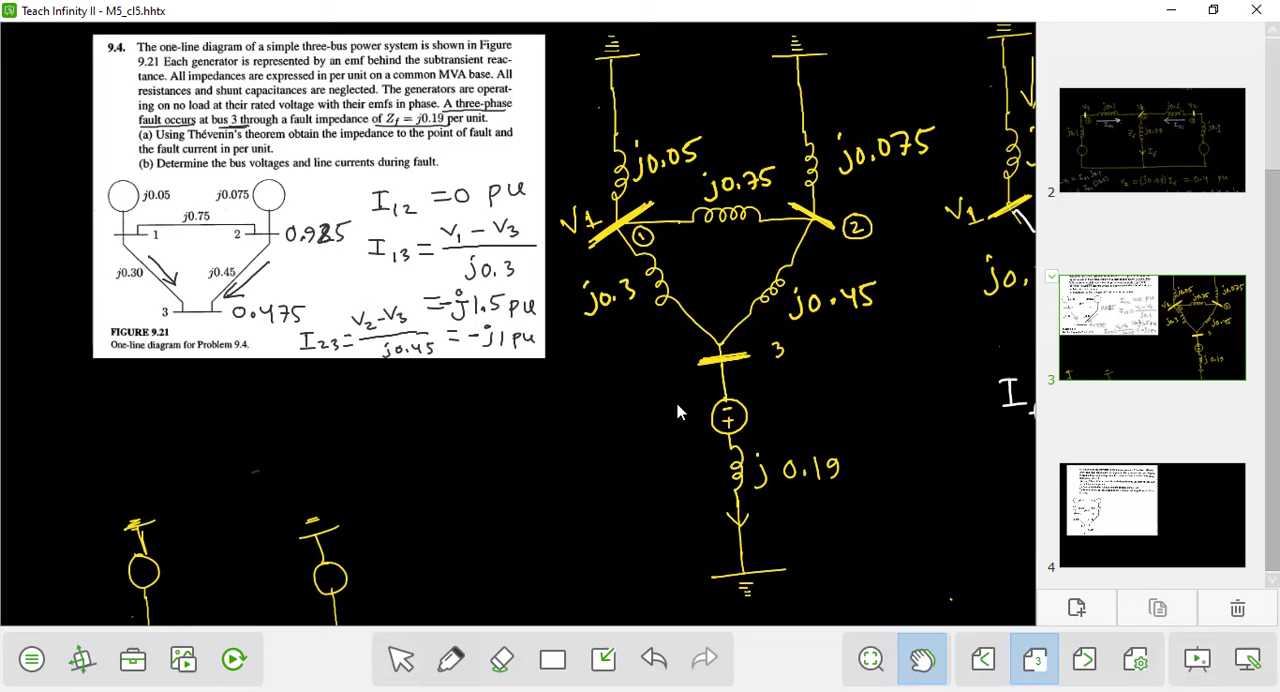 Teach Infinity II - M5_cl5.hhtx
9.4. The one-line diagram of a simple three-bus power system is shown in Figure
9.21 Each generator is represented by an emf behind the subtransient reac-
tance. All impedances are expressed in per unit on a common MVA base. All
resistances and shunt capacitances are neglected. The generators are operat-
ing on no load at their rated voltage with their emfs in phase. A three-phase
fault occurs at bus 3 through a fault impedance of Zf = j0.19 per unit.
(a) Using Thévenin's theorem obtain the impedance to the point of fault and
the fault current in per unit.
(b) Determine the bus voltages and line currents during fault.
j0.05
j0.075
j0.75
1
2
0.925
j0.30
j0.45
3
0.475
FIGURE 9.21
One-line diagram for Problem 9.4.
I12 = 0 pu
I13 = V1 - V3
j0.3
= -j1.5 pu
I23 = V2-V3 = -j1 pu
j0.45
j0.05
j0.075
j0.75
V1
1
2
j0.3
j0.45
3
-
+
j 0.19
V1
j0.
I
2
3
4
3